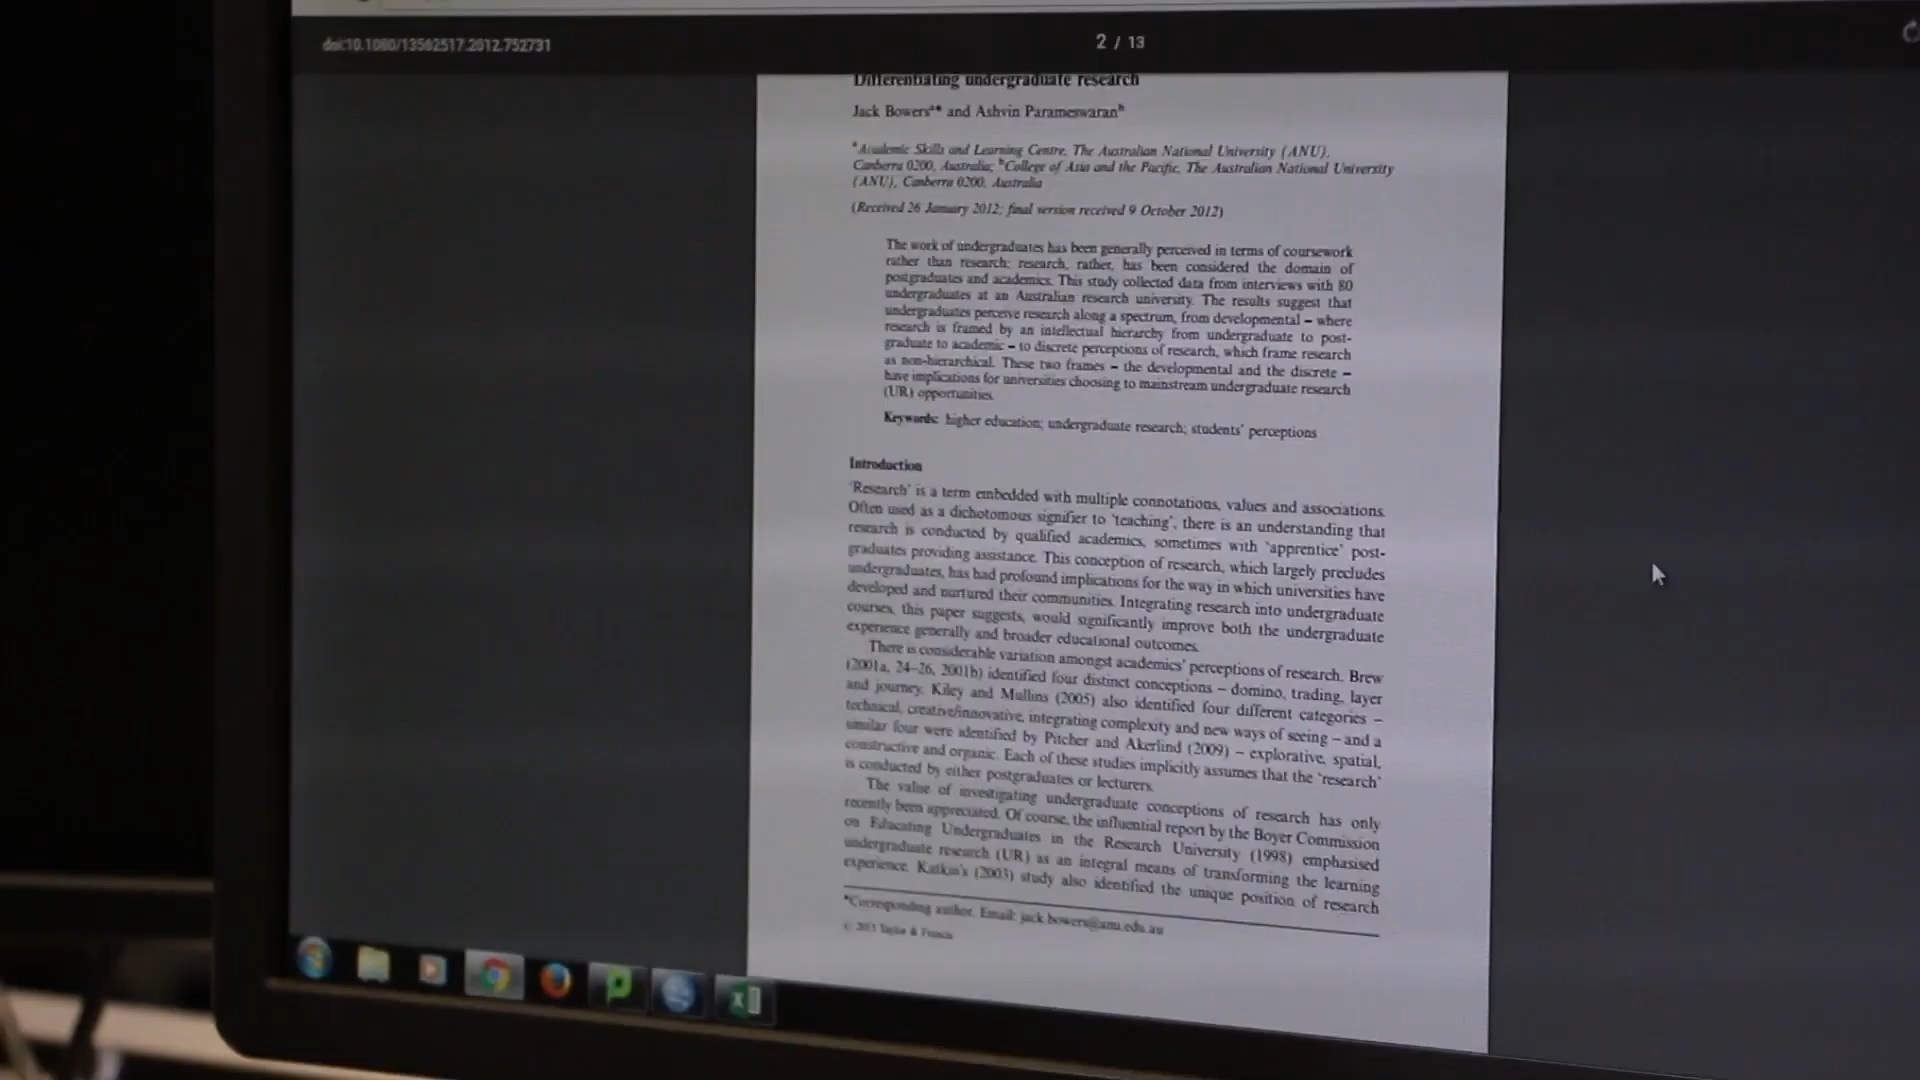 doi:10.1080/13562517.2012.752731
2 / 13
Differentiating undergraduate research
Jack Bowersᵃ* and Ashvin Parameswaranᵇ
ᵃAcademic Skills and Learning Centre, The Australian National University (ANU),
Canberra 0200, Australia; ᵇCollege of Asia and the Pacific, The Australian National University
(ANU), Canberra 0200, Australia
(Received 26 January 2012; final version received 9 October 2012)
The work of undergraduates has been generally perceived in terms of coursework
rather than research; research, rather, has been considered the domain of
postgraduates and academics. This study collected data from interviews with 80
undergraduates at an Australian research university. The results suggest that
undergraduates perceive research along a spectrum, from developmental – where
research is framed by an intellectual hierarchy from undergraduate to post-
graduate to academic – to discrete perceptions of research, which frame research
as non-hierarchical. These two frames – the developmental and the discrete –
have implications for universities choosing to mainstream undergraduate research
(UR) opportunities.
Keywords: higher education; undergraduate research; students' perceptions
Introduction
'Research' is a term embedded with multiple connotations, values and associations.
Often used as a dichotomous signifier to 'teaching', there is an understanding that
research is conducted by qualified academics, sometimes with 'apprentice' post-
graduates providing assistance. This conception of research, which largely precludes
undergraduates, has had profound implications for the way in which universities have
developed and nurtured their communities. Integrating research into undergraduate
courses, this paper suggests, would significantly improve both the undergraduate
experience generally and broader educational outcomes.
There is considerable variation amongst academics' perceptions of research. Brew
(2001a, 24–26, 2001b) identified four distinct conceptions – domino, trading, layer
and journey. Kiley and Mullins (2005) also identified four different categories –
technical, creative/innovative, integrating complexity and new ways of seeing – and a
similar four were identified by Pitcher and Akerlind (2009) – explorative, spatial,
constructive and organic. Each of these studies implicitly assumes that the 'research'
is conducted by either postgraduates or lecturers.
The value of investigating undergraduate conceptions of research has only
recently been appreciated. Of course, the influential report by the Boyer Commission
on Educating Undergraduates in the Research University (1998) emphasised
undergraduate research (UR) as an integral means of transforming the learning
experience. Katkin's (2003) study also identified the unique position of research
*Corresponding author. Email: jack.bowers@anu.edu.au
© 2013 Taylor & Francis